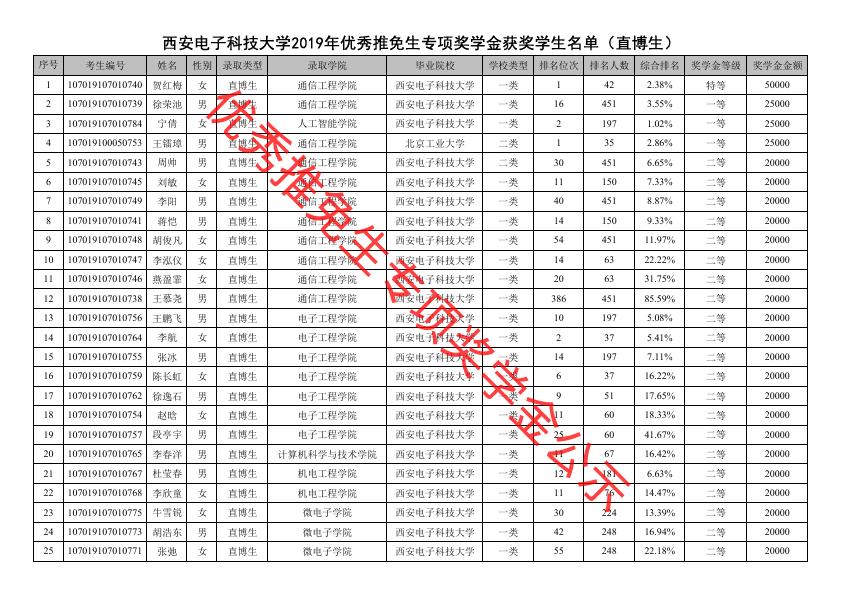 西安电子科技大学2019年优秀推免生专项奖学金获奖学生名单（直博生）
序号 考生编号 姓名 性别 录取类型 录取学院 毕业院校 学校类型 排名位次 排名人数 综合排名 奖学金等级 奖学金金额
1 107019107010740 贺红梅 女 直博生 通信工程学院 西安电子科技大学 一类 1 42 2.38% 特等 50000
2 107019107010739 徐荣池 男 直博生 通信工程学院 西安电子科技大学 一类 16 451 3.55% 一等 25000
3 107019107010784 宁倩 女 直博生 人工智能学院 西安电子科技大学 一类 2 197 1.02% 一等 25000
4 107019100050753 王镭璋 男 直博生 通信工程学院 北京工业大学 二类 1 35 2.86% 一等 25000
5 107019107010743 周帅 男 直博生 通信工程学院 西安电子科技大学 一类 30 451 6.65% 二等 20000
6 107019107010745 刘敏 女 直博生 通信工程学院 西安电子科技大学 一类 11 150 7.33% 二等 20000
7 107019107010749 李阳 男 直博生 通信工程学院 西安电子科技大学 一类 40 451 8.87% 二等 20000
8 107019107010741 蒋恺 男 直博生 通信工程学院 西安电子科技大学 一类 14 150 9.33% 二等 20000
9 107019107010748 胡俊凡 女 直博生 通信工程学院 西安电子科技大学 一类 54 451 11.97% 二等 20000
10 107019107010747 李泓仪 女 直博生 通信工程学院 西安电子科技大学 一类 14 63 22.22% 二等 20000
11 107019107010746 燕盈霏 女 直博生 通信工程学院 西安电子科技大学 一类 20 63 31.75% 二等 20000
12 107019107010738 王慕尧 男 直博生 通信工程学院 西安电子科技大学 一类 386 451 85.59% 二等 20000
13 107019107010756 王鹏飞 男 直博生 电子工程学院 西安电子科技大学 一类 10 197 5.08% 二等 20000
14 107019107010764 李航 女 直博生 电子工程学院 西安电子科技大学 一类 2 37 5.41% 二等 20000
15 107019107010755 张冰 男 直博生 电子工程学院 西安电子科技大学 一类 14 197 7.11% 二等 20000
16 107019107010759 陈长虹 女 直博生 电子工程学院 西安电子科技大学 一类 6 37 16.22% 二等 20000
17 107019107010762 徐逸石 男 直博生 电子工程学院 西安电子科技大学 一类 9 51 17.65% 二等 20000
18 107019107010754 赵晗 女 直博生 电子工程学院 西安电子科技大学 一类 11 60 18.33% 二等 20000
19 107019107010757 段亭宇 男 直博生 电子工程学院 西安电子科技大学 一类 25 60 41.67% 二等 20000
20 107019107010765 李春洋 男 直博生 计算机科学与技术学院 西安电子科技大学 一类 11 67 16.42% 二等 20000
21 107019107010767 杜莹春 男 直博生 机电工程学院 西安电子科技大学 一类 12 181 6.63% 二等 20000
22 107019107010768 李欣童 女 直博生 机电工程学院 西安电子科技大学 一类 11 76 14.47% 二等 20000
23 107019107010775 牛雪锐 女 直博生 微电子学院 西安电子科技大学 一类 30 224 13.39% 二等 20000
24 107019107010773 胡浩东 男 直博生 微电子学院 西安电子科技大学 一类 42 248 16.94% 二等 20000
25 107019107010771 张弛 女 直博生 微电子学院 西安电子科技大学 一类 55 248 22.18% 二等 20000
优秀推免生专项奖学金公示